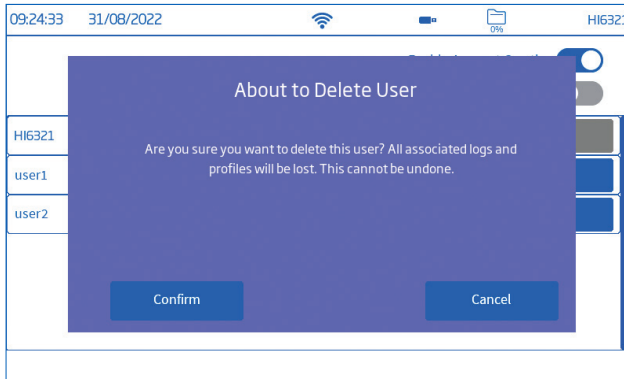 09:24:33 31/08/2022 0% HI6321
About to Delete User
HI6321
Are you sure you want to delete this user? All associated logs and
profiles will be lost. This cannot be undone.
user1
user2
Confirm Cancel